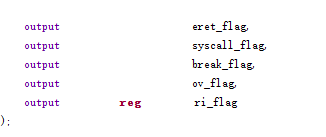 output eret_flag,
output syscall_flag,
output break_flag,
output ov_flag,
output reg ri_flag
);